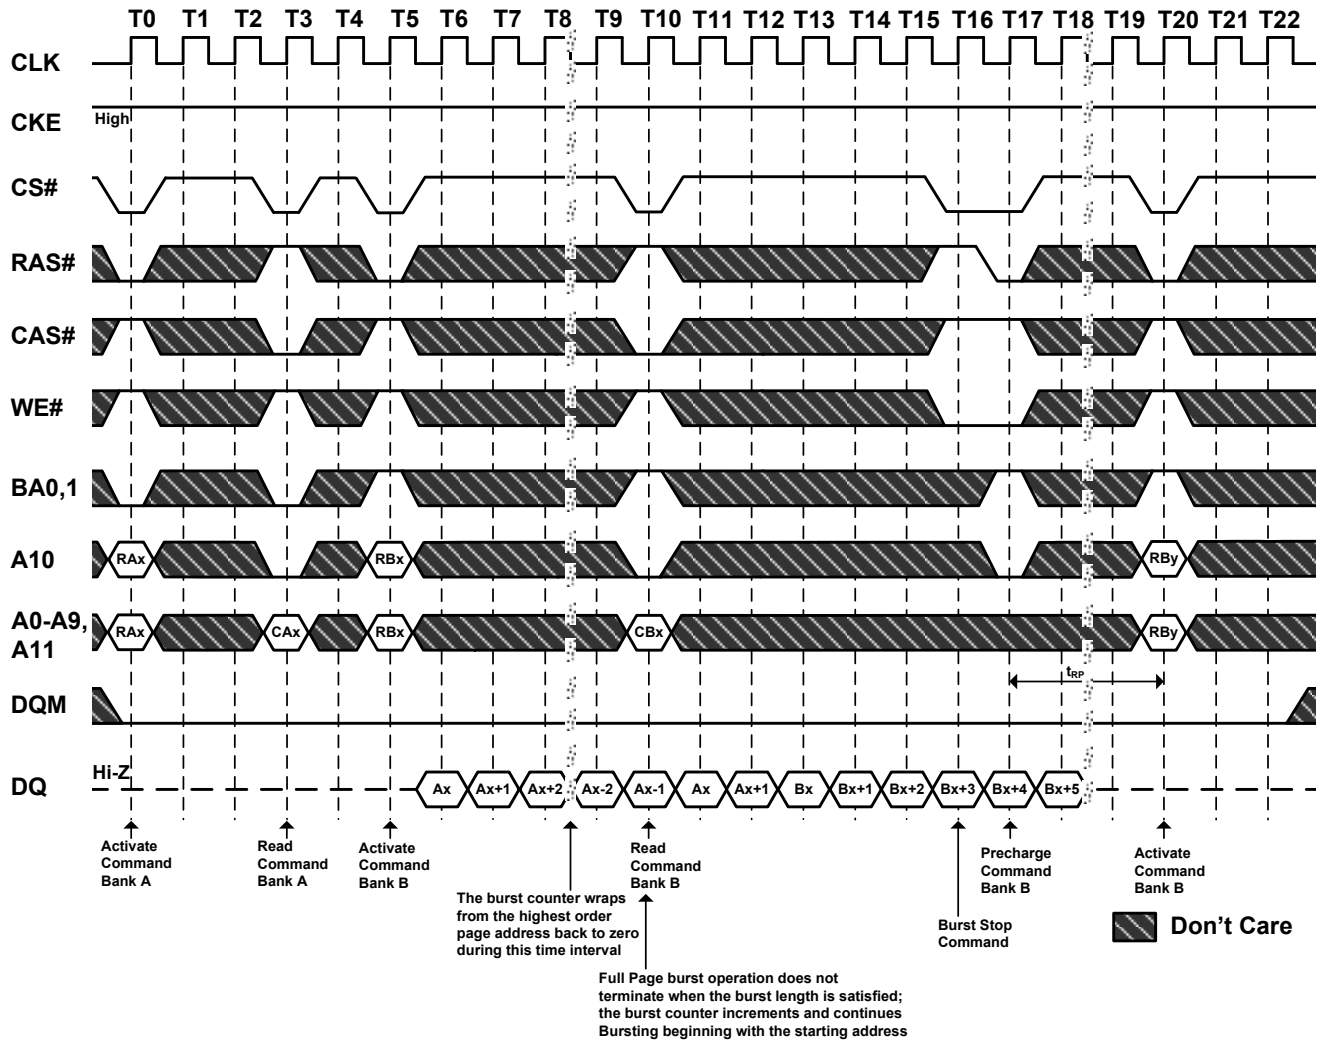 T0 T1 T2 T3 T4 T5 T6 T7 T8 T9 T10 T11 T12 T13 T14 T15 T16 T17 T18 T19 T20 T21 T22
CLK
CKE High
CS#
RAS#
CAS#
WE#
BA0,1
A10 RAx RBx RBy
A0-A9, A11 RAx CAx RBx CBx RBy
tRP
DQM
DQ Hi-Z Ax Ax+1 Ax+2 Ax-2 Ax-1 Ax Ax+1 Bx Bx+1 Bx+2 Bx+3 Bx+4 Bx+5
Activate
Command
Bank A
Read
Command
Bank A
Activate
Command
Bank B
The burst counter wraps
from the highest order
page address back to zero
during this time interval
Read
Command
Bank B
Full Page burst operation does not
terminate when the burst length is satisfied;
the burst counter increments and continues
Bursting beginning with the starting address
Burst Stop
Command
Precharge
Command
Bank B
Activate
Command
Bank B
Don't Care